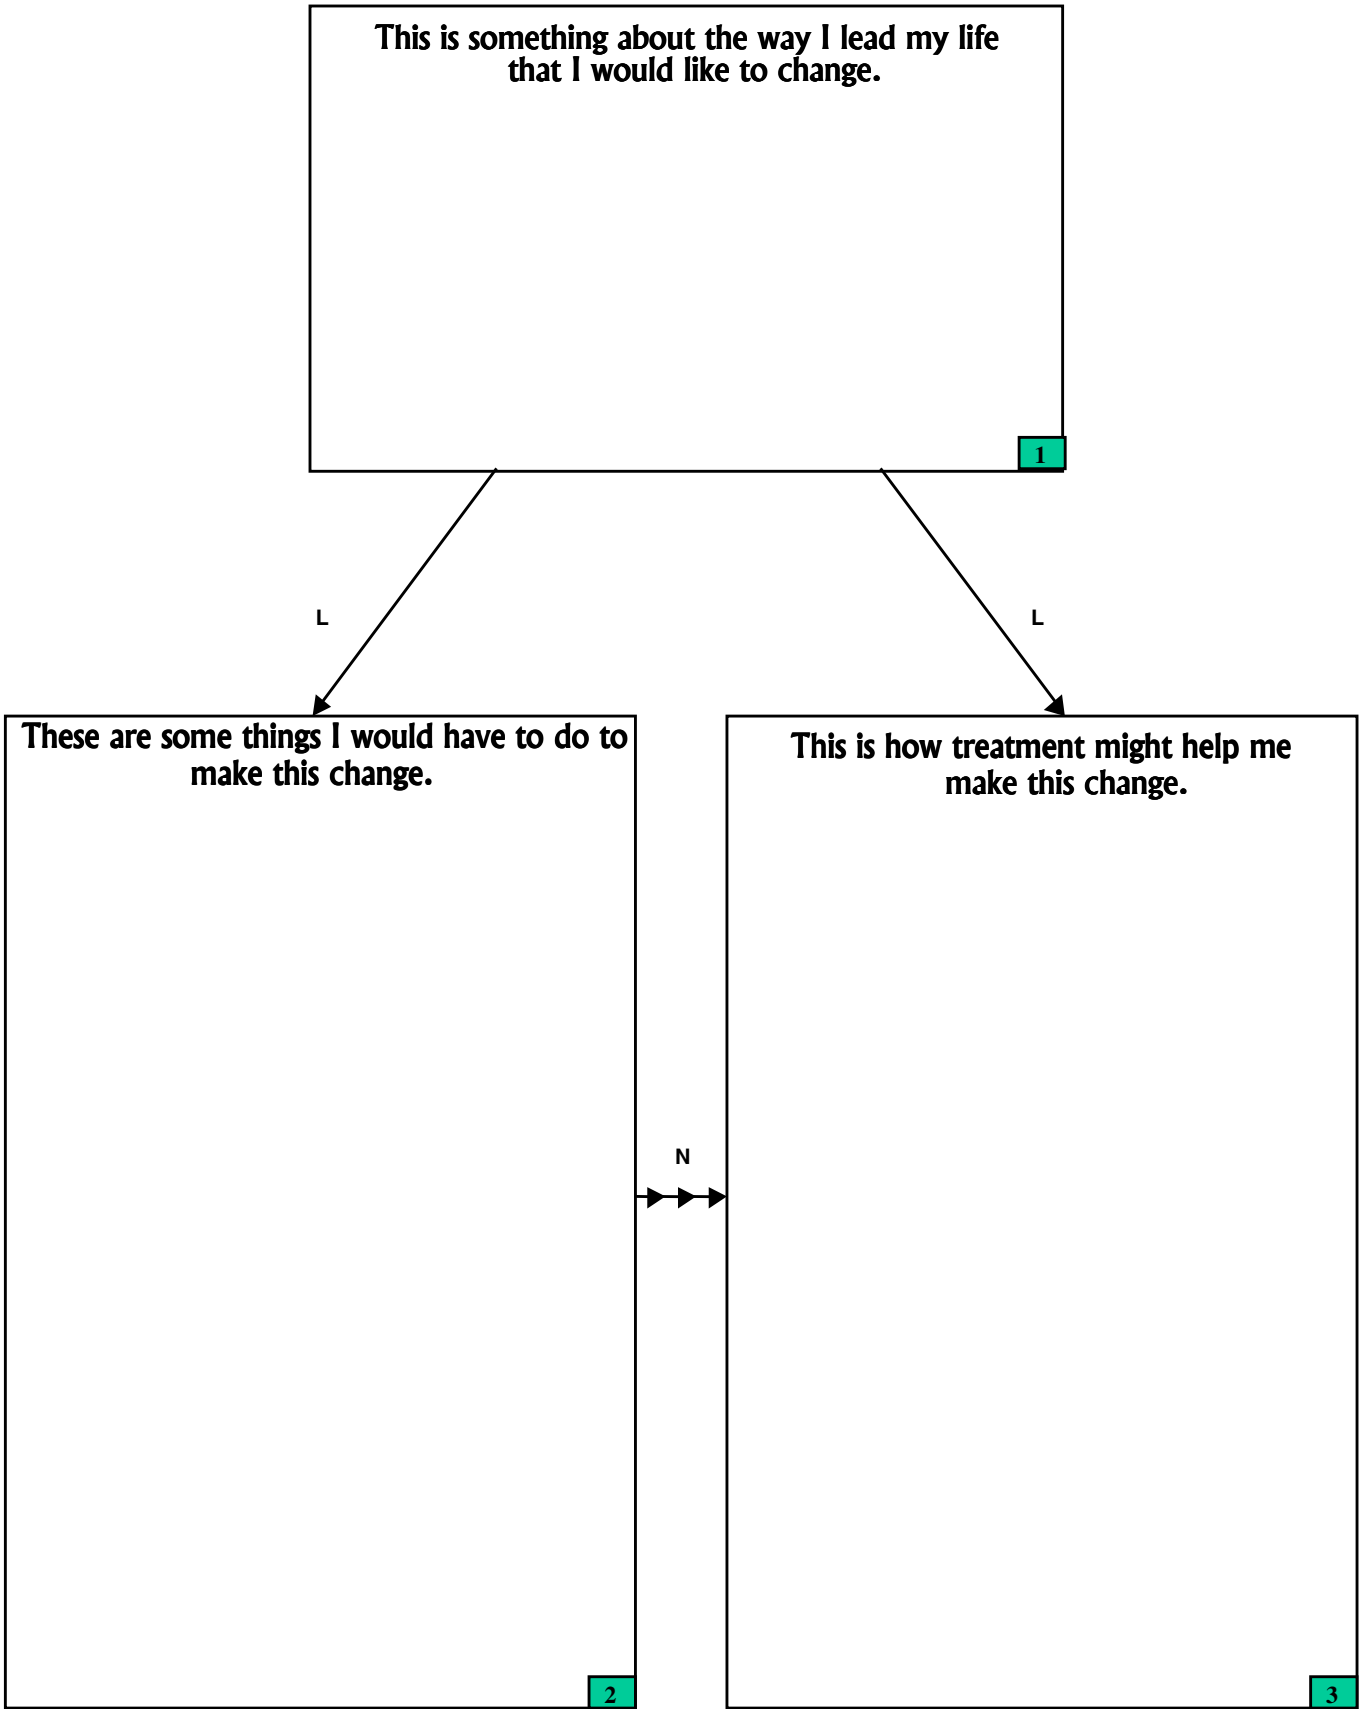 This is something about the way I lead my life
that I would like to change.
1
L
L
These are some things I would have to do to
make this change.
This is how treatment might help me
make this change.
N
2
3